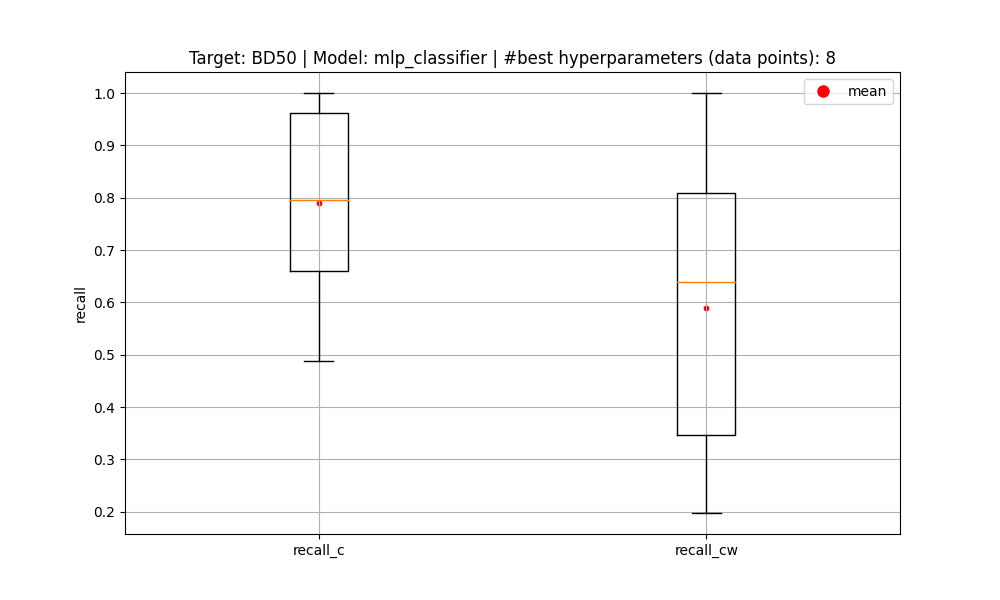 Target: BD50 | Model: mlp_classifier | #best hyperparameters (data points): 8
mean
recall
1.0
0.9
0.8
0.7
0.6
0.5
0.4
0.3
0.2
recall_c
recall_cw